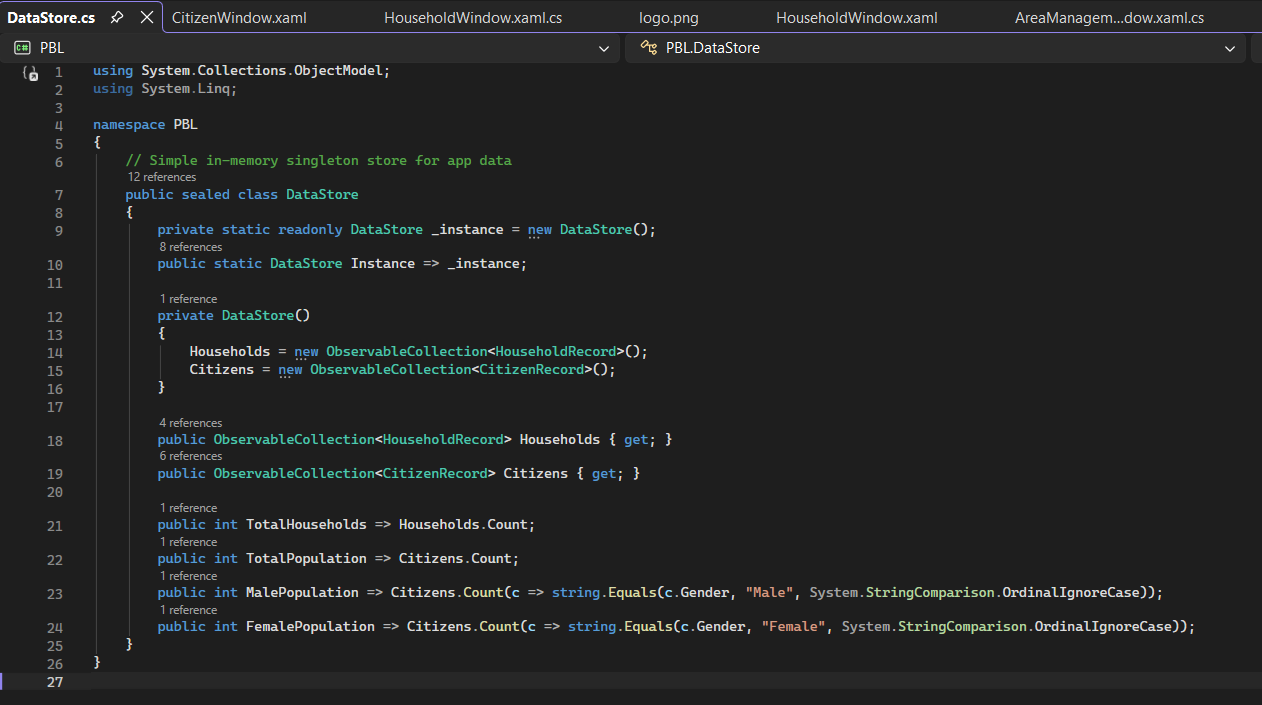 DataStore.cs CitizenWindow.xaml HouseholdWindow.xaml.cs logo.png HouseholdWindow.xaml AreaManagem...dow.xaml.cs
C# PBL PBL.DataStore
1 using System.Collections.ObjectModel;
2 using System.Linq;
3
4 namespace PBL
5 {
6 // Simple in-memory singleton store for app data
12 references
7 public sealed class DataStore
8 {
9 private static readonly DataStore _instance = new DataStore();
8 references
10 public static DataStore Instance => _instance;
11
1 reference
12 private DataStore()
13 {
14 Households = new ObservableCollection<HouseholdRecord>();
15 Citizens = new ObservableCollection<CitizenRecord>();
16 }
17
4 references
18 public ObservableCollection<HouseholdRecord> Households { get; }
6 references
19 public ObservableCollection<CitizenRecord> Citizens { get; }
20
1 reference
21 public int TotalHouseholds => Households.Count;
1 reference
22 public int TotalPopulation => Citizens.Count;
1 reference
23 public int MalePopulation => Citizens.Count(c => string.Equals(c.Gender, "Male", System.StringComparison.OrdinalIgnoreCase));
1 reference
24 public int FemalePopulation => Citizens.Count(c => string.Equals(c.Gender, "Female", System.StringComparison.OrdinalIgnoreCase));
25 }
26 }
27